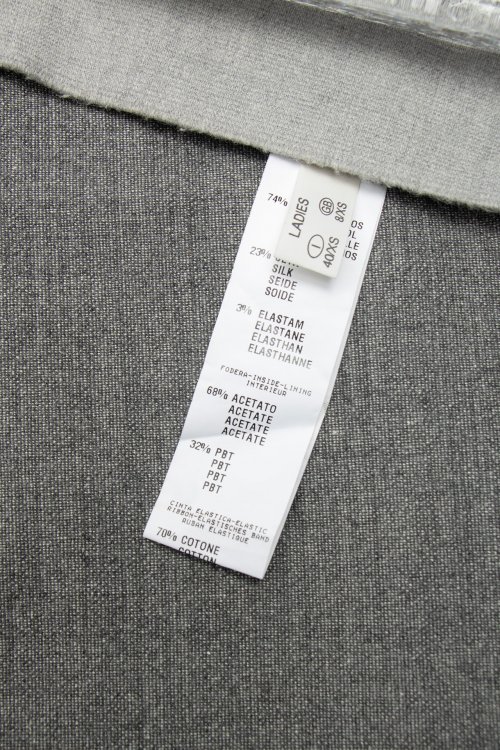 74%
LADIES
GB
8/XS
I
40/XS
23%
SILK
SEIDE
SOIDE
3% ELASTAM
ELASTANE
ELASTHAN
ELASTHANNE
FODERA-INSIDE-LINING
INTERIEUR
68% ACETATO
ACETATE
ACETATE
ACETATE
32% PBT
PBT
PBT
PBT
CINTA ELASTICA-ELASTIC
RIBBON-ELASTISCHES BAND
RUBAN ELASTIQUE
70% COTONE
COTTON